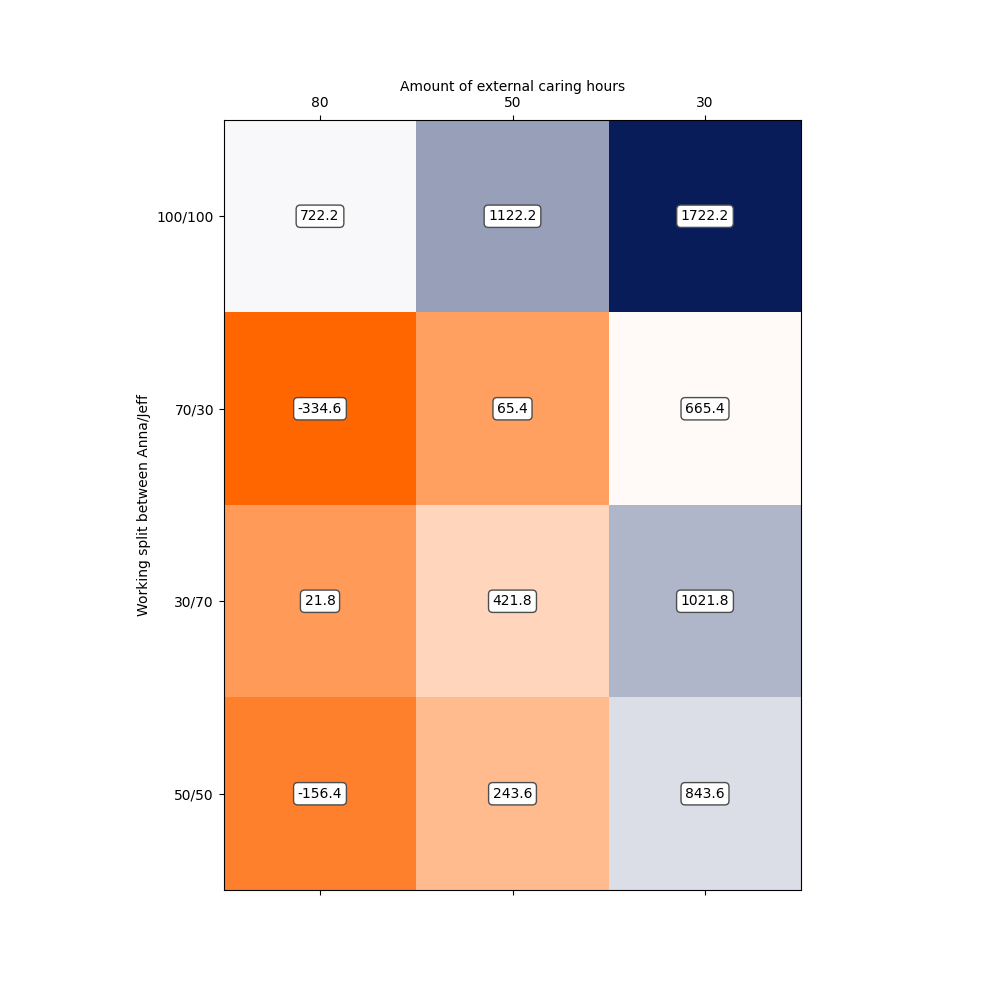 Amount of external caring hours
80 50 30
100/100 722.2 1122.2 1722.2
70/30 -334.6 65.4 665.4
Working split between Anna/Jeff
30/70 21.8 421.8 1021.8
50/50 -156.4 243.6 843.6